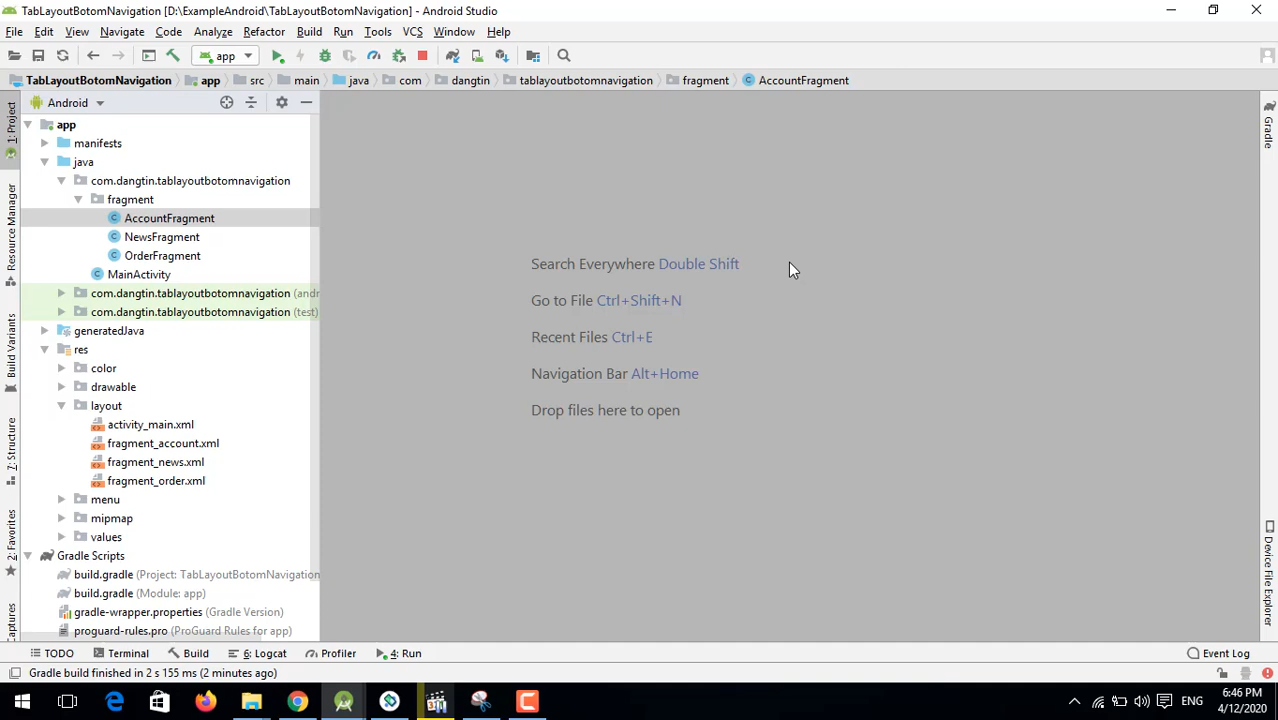 TabLayoutBotomNavigation [D:\ExampleAndroid\TabLayoutBotomNavigation] - Android Studio
File Edit View Navigate Code Analyze Refactor Build Run Tools VCS Window Help
app
TabLayoutBotomNavigation app src main java com dangtin tablayoutbotomnavigation fragment AccountFragment
Android
1: Project
Resource Manager
Build Variants
7: Structure
2: Favorites
Captures
app
manifests
java
com.dangtin.tablayoutbotomnavigation
fragment
AccountFragment
NewsFragment
OrderFragment
MainActivity
com.dangtin.tablayoutbotomnavigation (andr
com.dangtin.tablayoutbotomnavigation (test)
generatedJava
res
color
drawable
layout
activity_main.xml
fragment_account.xml
fragment_news.xml
fragment_order.xml
menu
mipmap
values
Gradle Scripts
build.gradle (Project: TabLayoutBotomNavigation
build.gradle (Module: app)
gradle-wrapper.properties (Gradle Version)
proguard-rules.pro (ProGuard Rules for app)
Search Everywhere Double Shift
Go to File Ctrl+Shift+N
Recent Files Ctrl+E
Navigation Bar Alt+Home
Drop files here to open
Gradle
Device File Explorer
TODO Terminal Build 6: Logcat Profiler 4: Run Event Log
Gradle build finished in 2 s 155 ms (2 minutes ago)
ENG
6:46 PM
4/12/2020